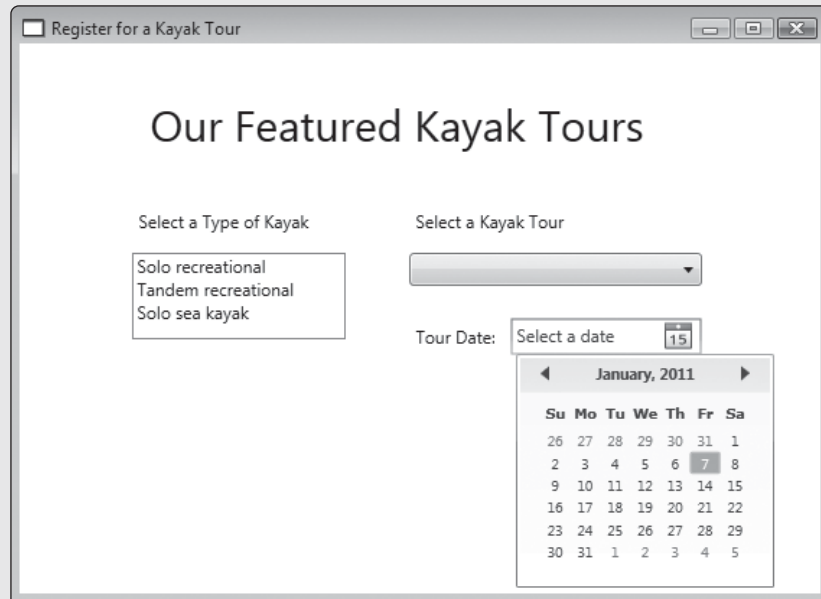 Register for a Kayak Tour
Our Featured Kayak Tours
Select a Type of Kayak
Select a Kayak Tour
Solo recreational
Tandem recreational
Solo sea kayak
Tour Date:
Select a date
15
January, 2011
Su Mo Tu We Th Fr Sa
26 27 28 29 30 31 1
2 3 4 5 6 7 8
9 10 11 12 13 14 15
16 17 18 19 20 21 22
23 24 25 26 27 28 29
30 31 1 2 3 4 5